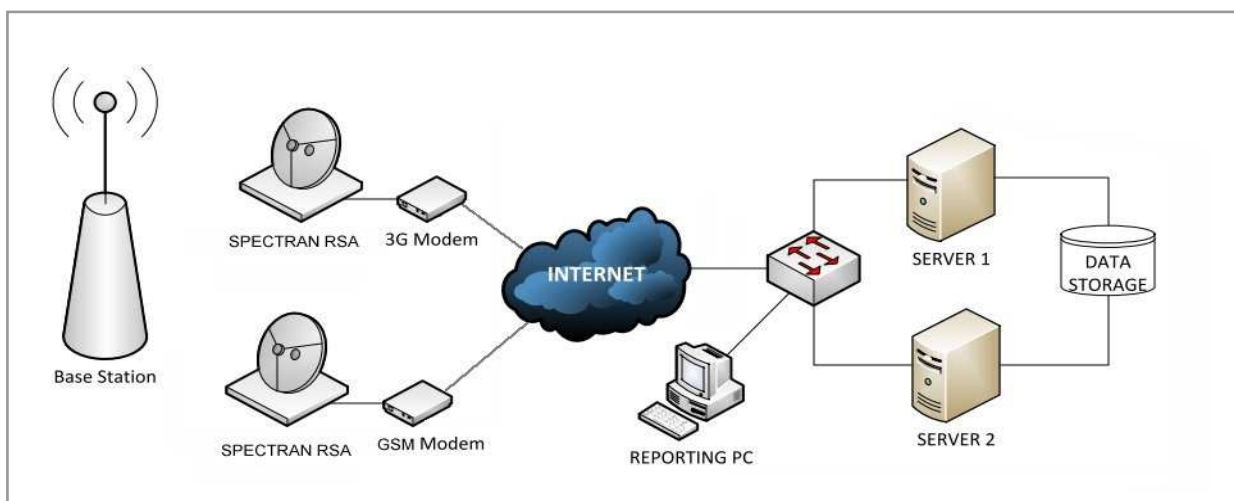 Base Station
SPECTRAN RSA
3G Modem
SPECTRAN RSA
GSM Modem
INTERNET
REPORTING PC
SERVER 1
SERVER 2
DATA
STORAGE